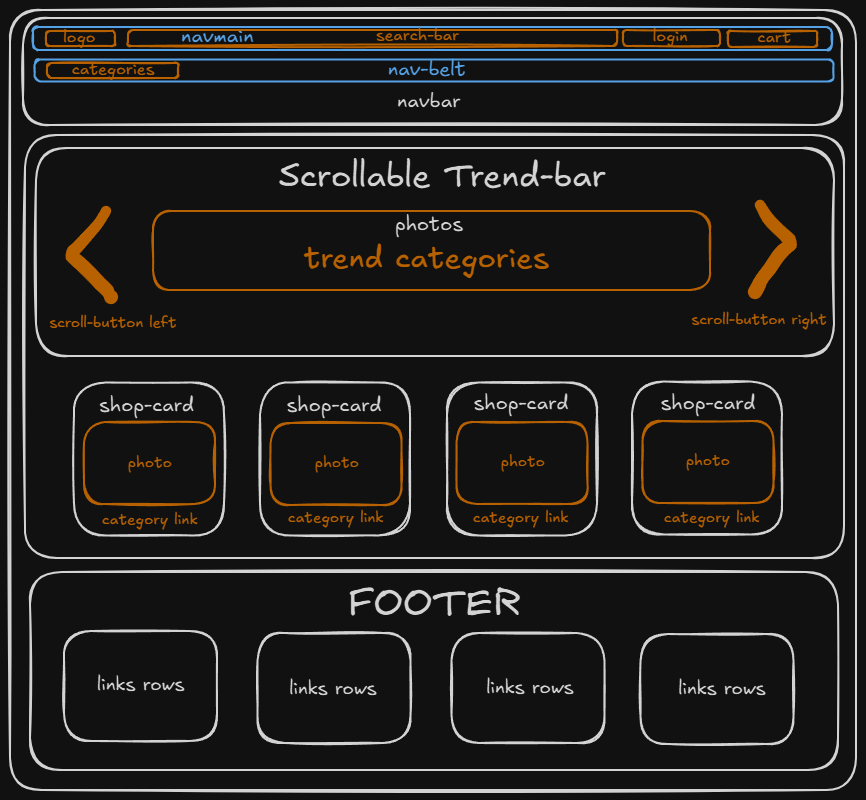 logo
navmain
search-bar
login
cart
categories
nav-belt
navbar
Scrollable Trend-bar
photos
trend categories
scroll-button left
scroll-button right
shop-card
shop-card
shop-card
shop-card
photo
photo
photo
photo
category link
category link
category link
category link
FOOTER
links rows
links rows
links rows
links rows